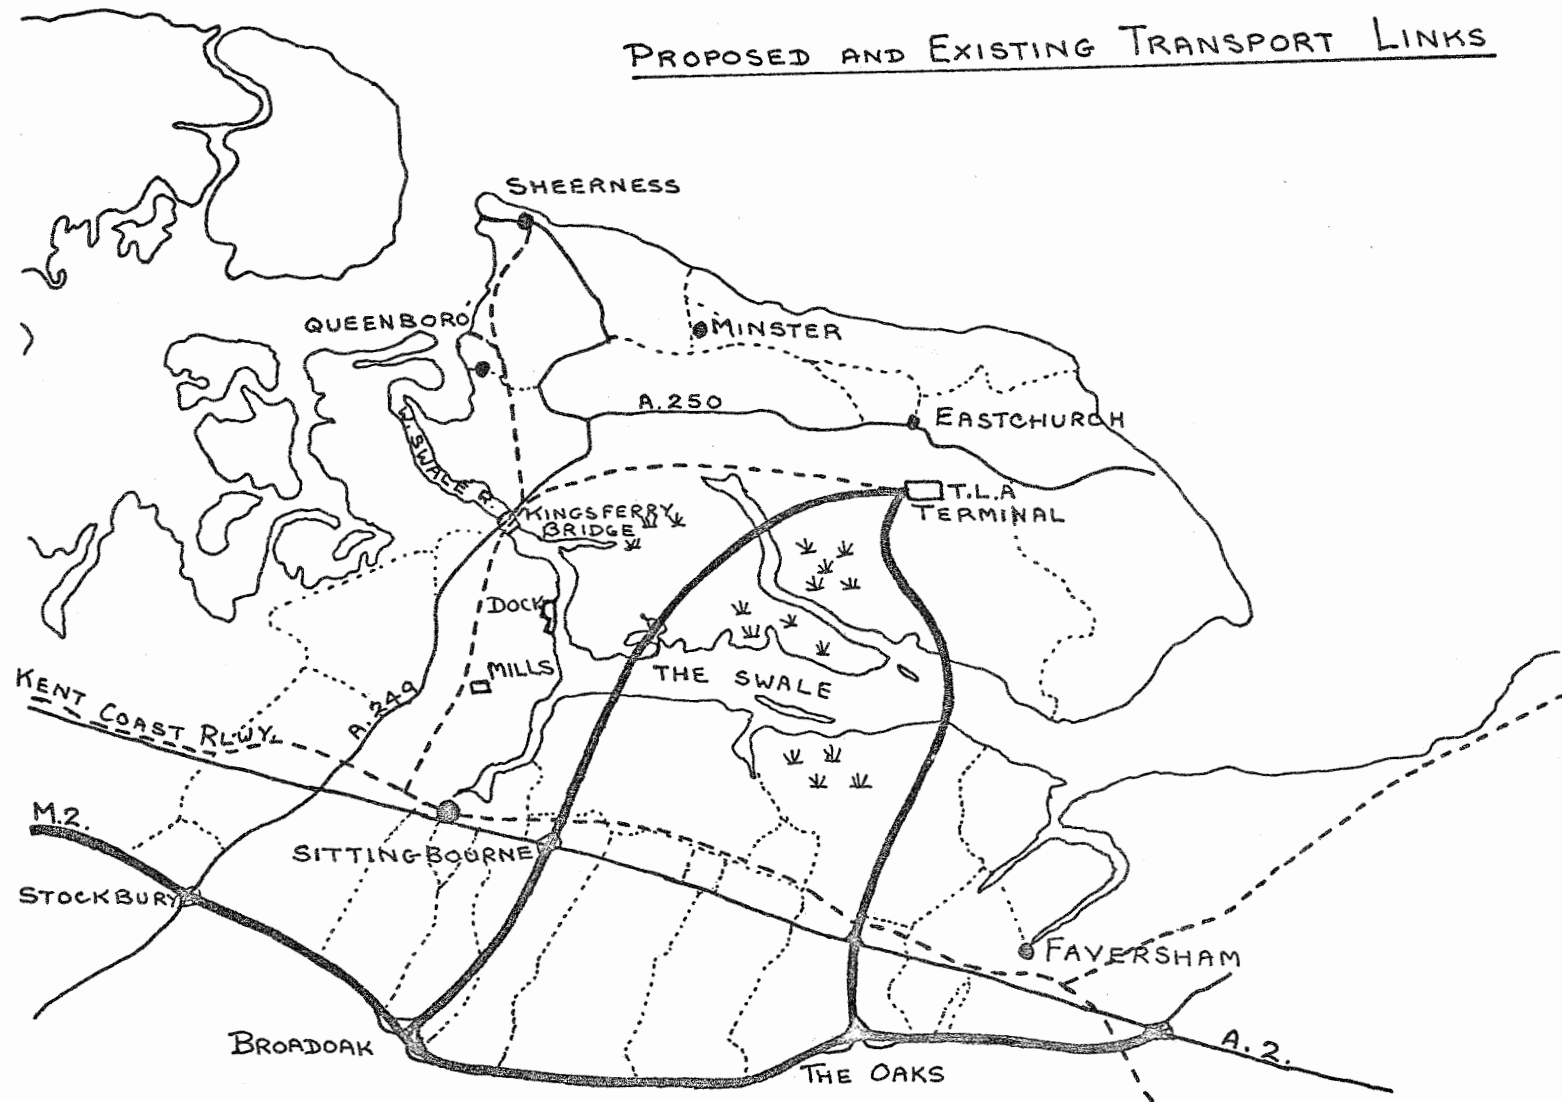 PROPOSED AND EXISTING TRANSPORT LINKS
SHEERNESS
QUEENBORO'
MINSTER
A.250
EASTCHURCH
W. SWALE R.
T.L.A
TERMINAL
KINGSFERRY
BRIDGE
DOCK
MILLS
THE SWALE
KENT COAST RLWY.
A.249
M.2.
SITTINGBOURNE
STOCKBURY
FAVERSHAM
BROADOAK
THE OAKS
A.2.